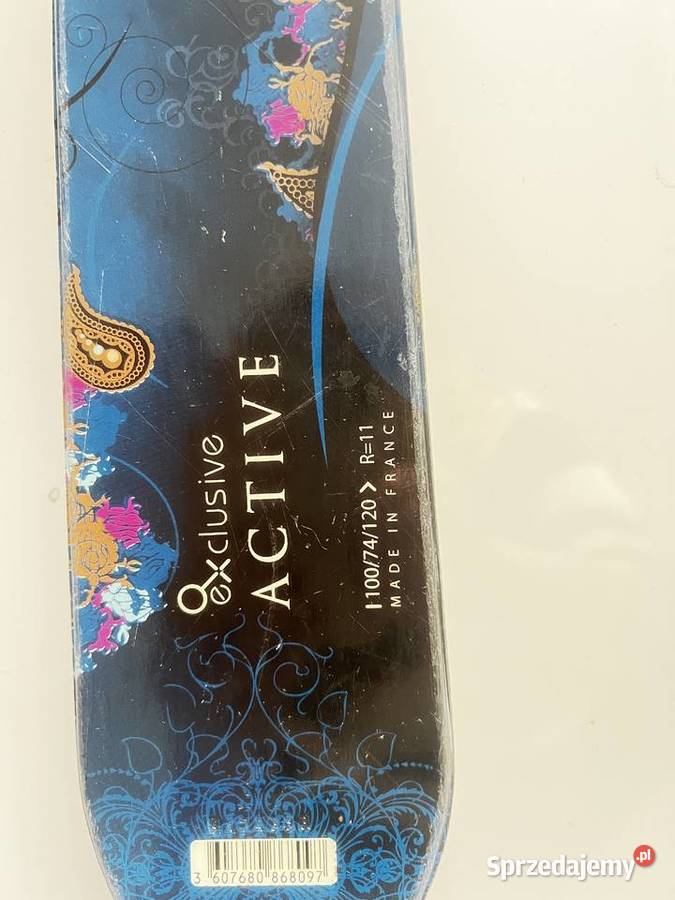 exclusive
ACTIVE
100/74/120 R=11
MADE IN FRANCE
3 607680 868097
Sprzedajemy.pl